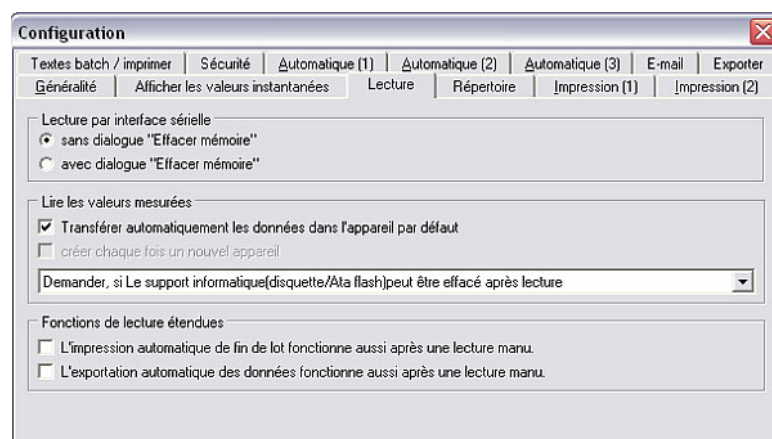 Configuration
Textes batch / imprimer Sécurité Automatique (1) Automatique (2) Automatique (3) E-mail Exporter
Généralité Afficher les valeurs instantanées Lecture Répertoire Impression (1) Impression (2)
Lecture par interface sérielle
sans dialogue "Effacer mémoire"
avec dialogue "Effacer mémoire"
Lire les valeurs mesurées
Transférer automatiquement les données dans l'appareil par défaut
créer chaque fois un nouvel appareil
Demander, si Le support informatique(disquette/Ata flash)peut être effacé après lecture
Fonctions de lecture étendues
L'impression automatique de fin de lot fonctionne aussi après une lecture manu.
L'exportation automatique des données fonctionne aussi après une lecture manu.